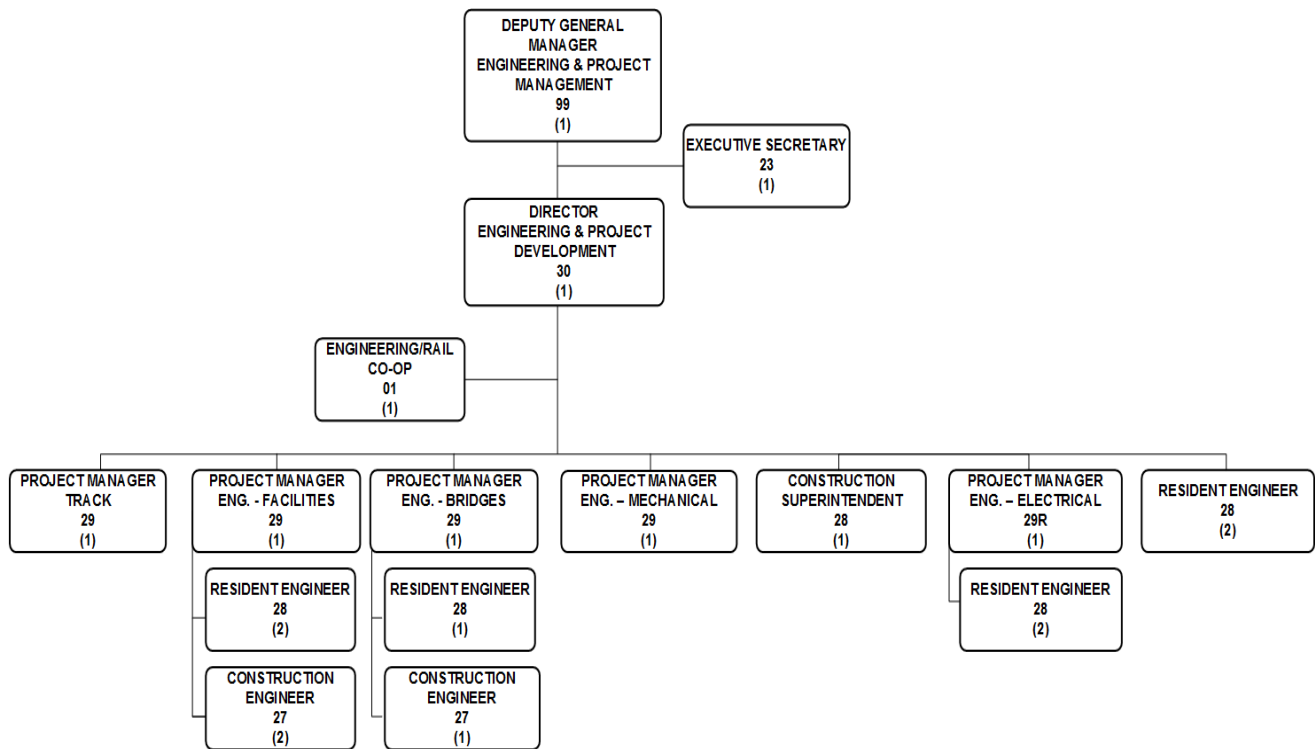 DEPUTY GENERAL
MANAGER
ENGINEERING & PROJECT
MANAGEMENT
99
(1)
EXECUTIVE SECRETARY
23
(1)
DIRECTOR
ENGINEERING & PROJECT
DEVELOPMENT
30
(1)
ENGINEERING/RAIL
CO-OP
01
(1)
PROJECT MANAGER
TRACK
29
(1)
PROJECT MANAGER
ENG. - FACILITIES
29
(1)
RESIDENT ENGINEER
28
(2)
CONSTRUCTION
ENGINEER
27
(2)
PROJECT MANAGER
ENG. - BRIDGES
29
(1)
RESIDENT ENGINEER
28
(1)
CONSTRUCTION
ENGINEER
27
(1)
PROJECT MANAGER
ENG. – MECHANICAL
29
(1)
CONSTRUCTION
SUPERINTENDENT
28
(1)
PROJECT MANAGER
ENG. – ELECTRICAL
29R
(1)
RESIDENT ENGINEER
28
(2)
RESIDENT ENGINEER
28
(2)